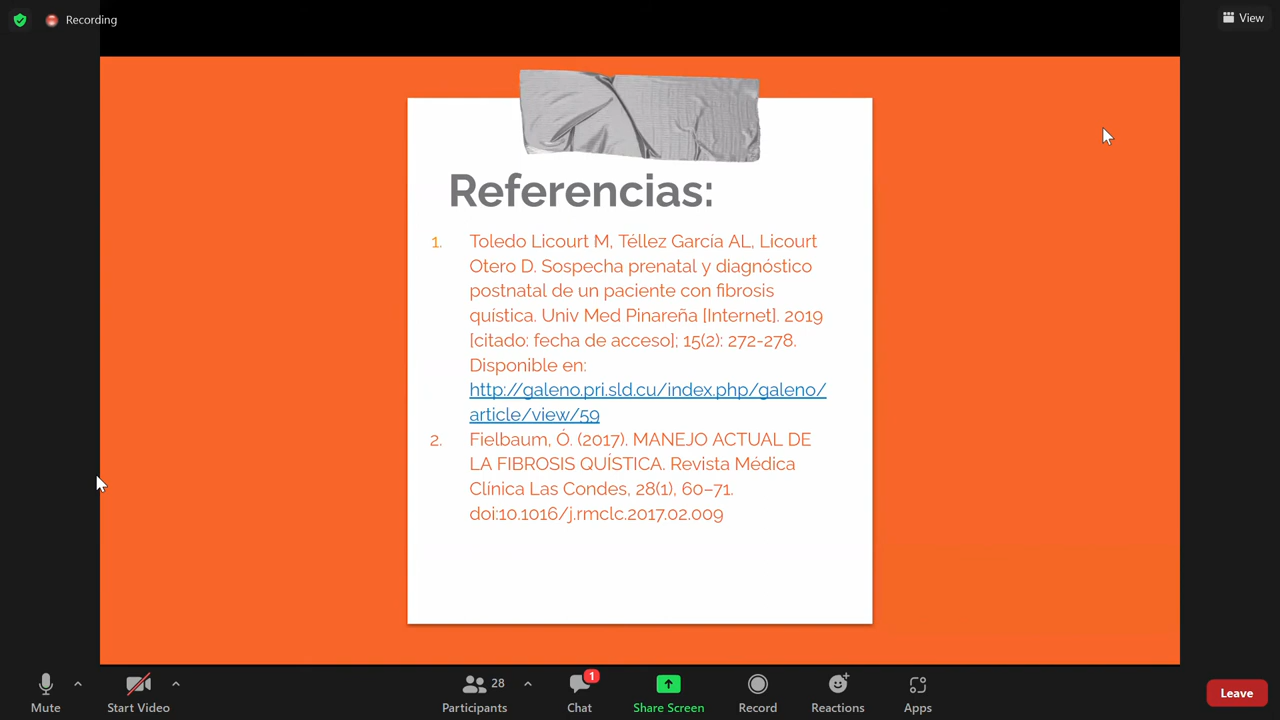 Recording
View
Referencias:
1. Toledo Licourt M, Téllez García AL, Licourt
Otero D. Sospecha prenatal y diagnóstico
postnatal de un paciente con fibrosis
quística. Univ Med Pinareña [Internet]. 2019
[citado: fecha de acceso]; 15(2): 272-278.
Disponible en:
http://galeno.pri.sld.cu/index.php/galeno/
article/view/59
2. Fielbaum, Ó. (2017). MANEJO ACTUAL DE
LA FIBROSIS QUÍSTICA. Revista Médica
Clínica Las Condes, 28(1), 60–71.
doi:10.1016/j.rmclc.2017.02.009
Mute
Start Video
28
Participants
1
Chat
Share Screen
Record
Reactions
Apps
Leave